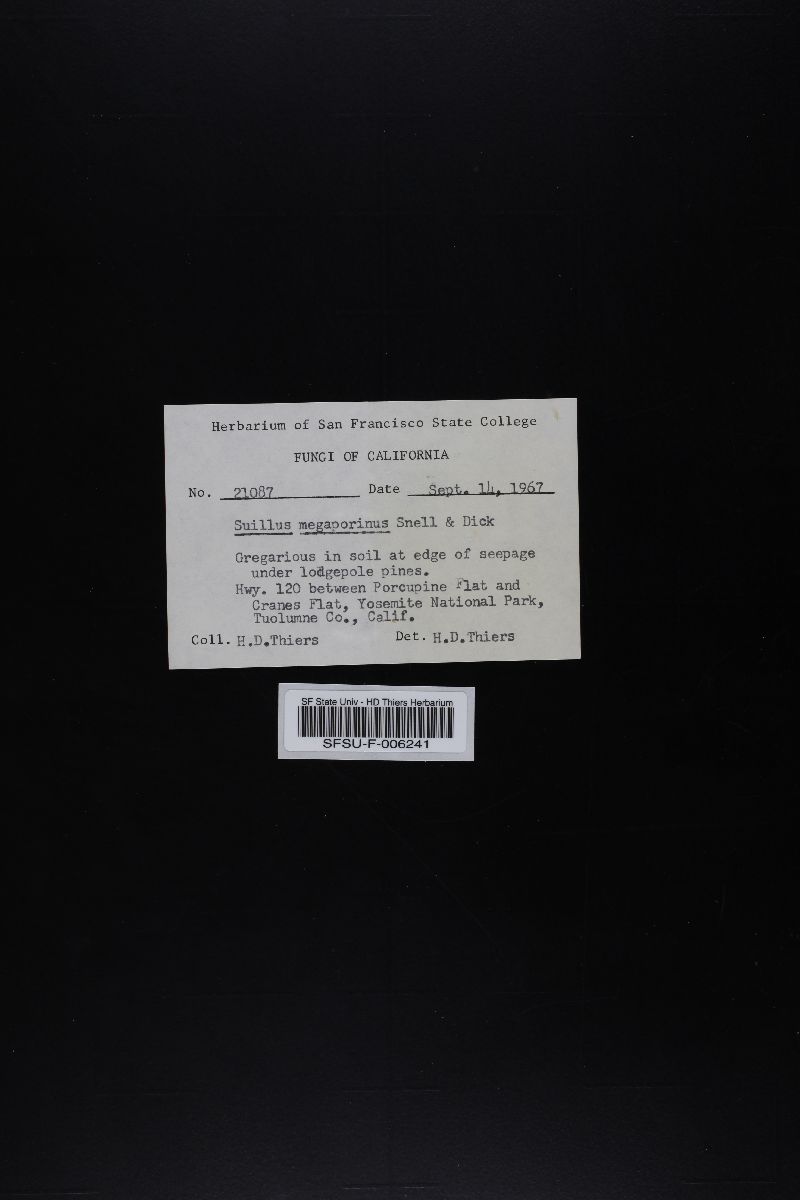 Herbarium of San Francisco State College
FUNGI OF CALIFORNIA
No. 21087 Date Sept. 14, 1967
Suillus megaporinus Snell & Dick
Gregarious in soil at edge of seepage
under lodgepole pines.
Hwy. 120 between Porcupine Flat and
Cranes Flat, Yosemite National Park,
Tuolumne Co., Calif.
Coll. H.D.Thiers Det. H.D.Thiers
SF State Univ - HD Thiers Herbarium
SFSU-F-006241